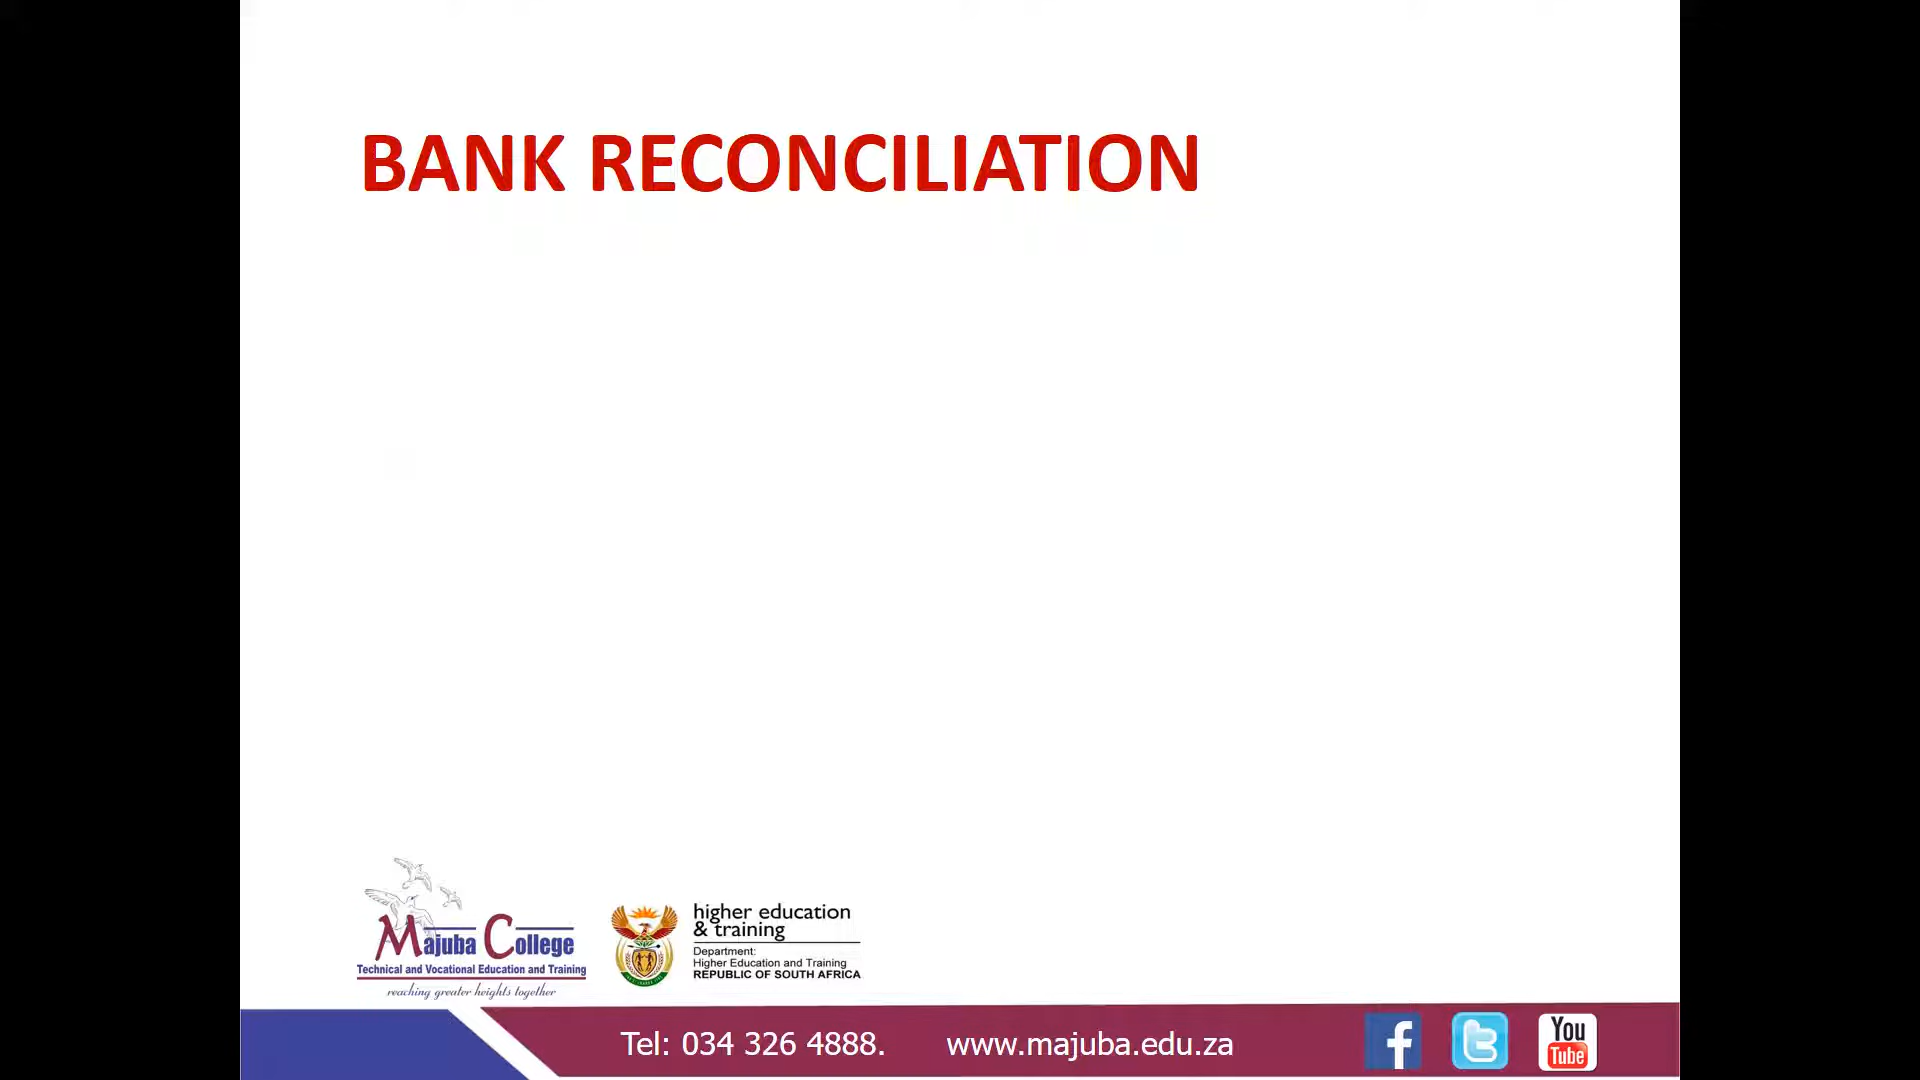 BANK RECONCILIATION
Majuba College
Technical and Vocational Education and Training
reaching greater heights together
higher education
& training
Department:
Higher Education and Training
REPUBLIC OF SOUTH AFRICA
Tel: 034 326 4888. www.majuba.edu.za
f
t
You
Tube